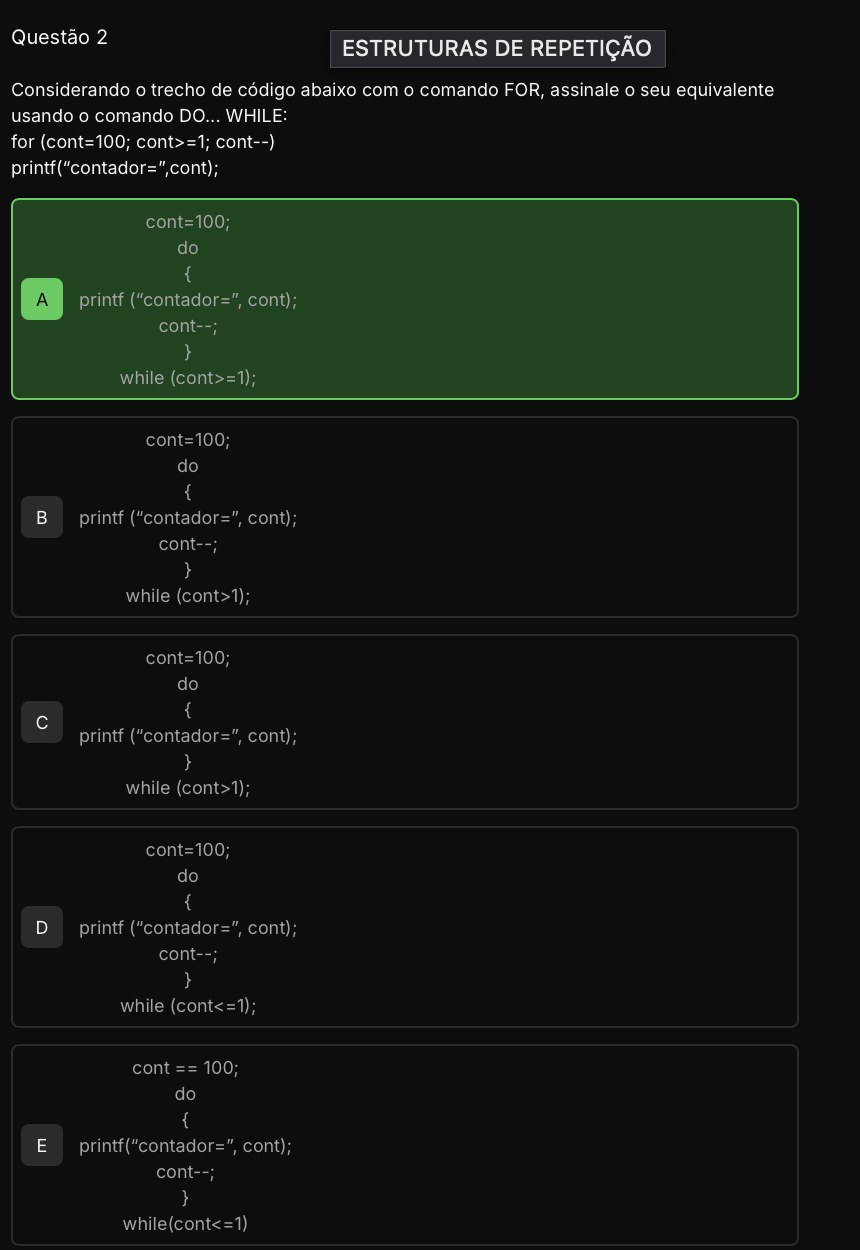 Questão 2
ESTRUTURAS DE REPETIÇÃO
Considerando o trecho de código abaixo com o comando FOR, assinale o seu equivalente
usando o comando DO... WHILE:
for (cont=100; cont>=1; cont--)
printf(“contador=”,cont);
A
cont=100;
do
{
printf (“contador=”, cont);
cont--;
}
while (cont>=1);
B
cont=100;
do
{
printf (“contador=”, cont);
cont--;
}
while (cont>1);
C
cont=100;
do
{
printf (“contador=”, cont);
}
while (cont>1);
D
cont=100;
do
{
printf (“contador=”, cont);
cont--;
}
while (cont<=1);
E
cont == 100;
do
{
printf(“contador=”, cont);
cont--;
}
while(cont<=1)